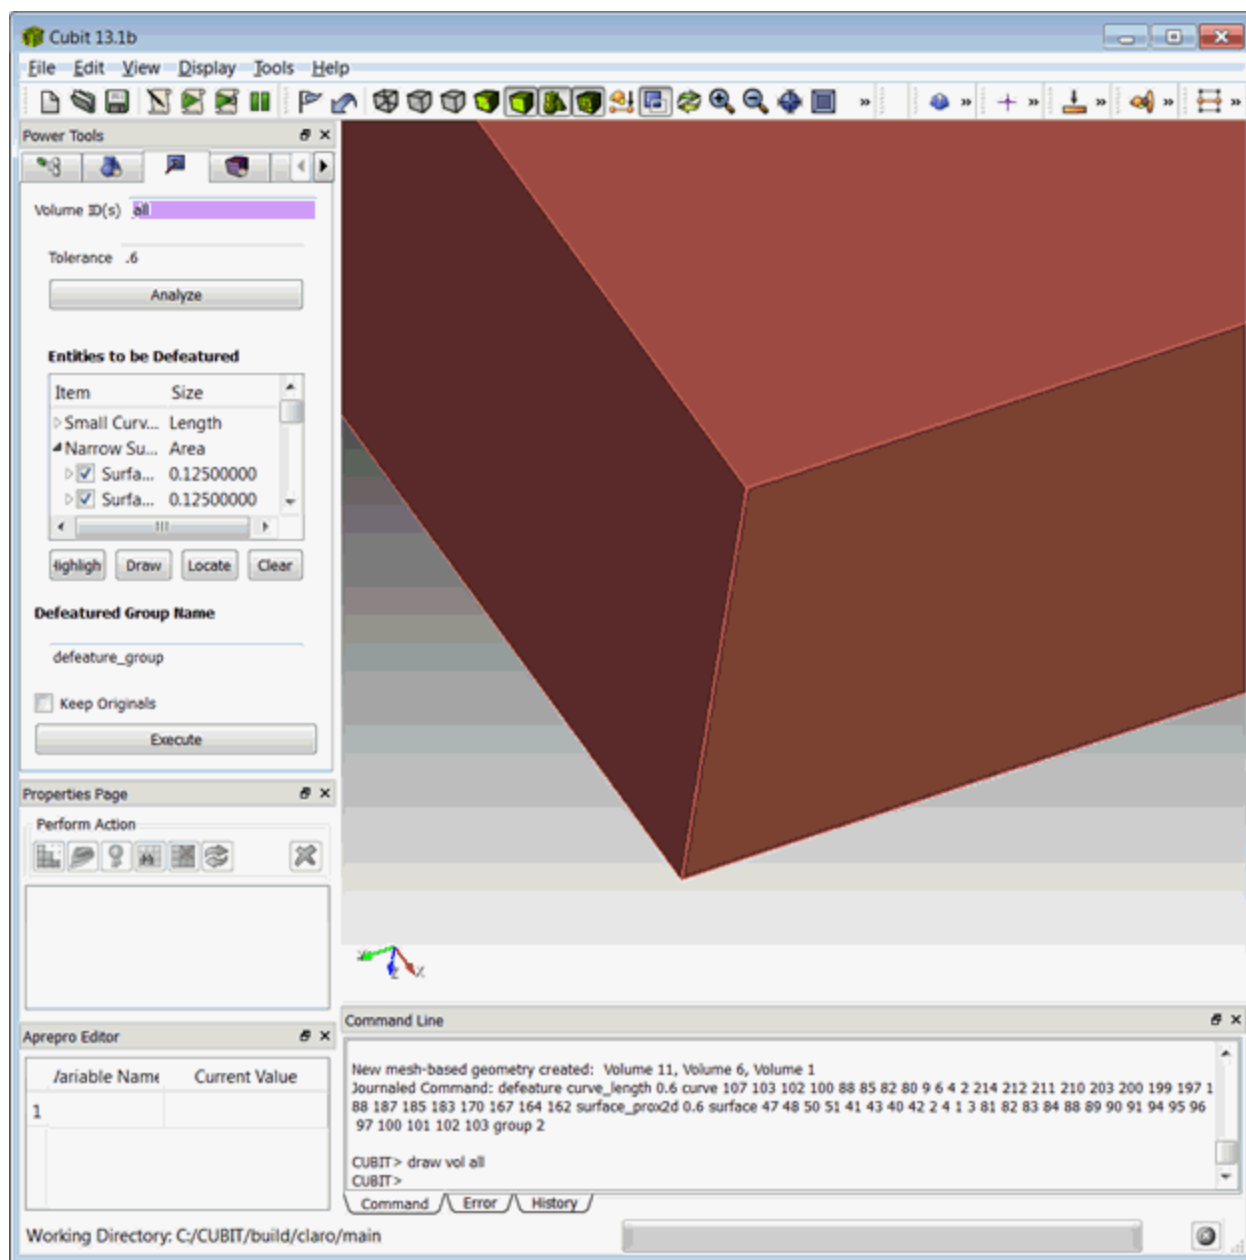 Cubit 13.1b
File Edit View Display Tools Help
Power Tools
Volume ID(s) all
Tolerance .6
Analyze
Entities to be Defeatured
Item Size
Small Curv... Length
Narrow Su... Area
Surfa... 0.12500000
Surfa... 0.12500000
Highligh Draw Locate Clear
Defeatured Group Name
defeature_group
Keep Originals
Execute
Properties Page
Perform Action
Aprepro Editor
Variable Name Current Value
1
Z X
Command Line
New mesh-based geometry created: Volume 11, Volume 6, Volume 1
Journaled Command: defeature curve_length 0.6 curve 107 103 102 100 88 85 82 80 9 6 4 2 214 212 211 210 203 200 199 197 1
88 187 185 183 170 167 164 162 surface_prox2d 0.6 surface 47 48 50 51 41 43 40 42 2 4 1 3 81 82 83 84 88 89 90 91 94 95 96
97 100 101 102 103 group 2
CUBIT> draw vol all
CUBIT>
Command Error History
Working Directory: C:/CUBIT/build/claro/main